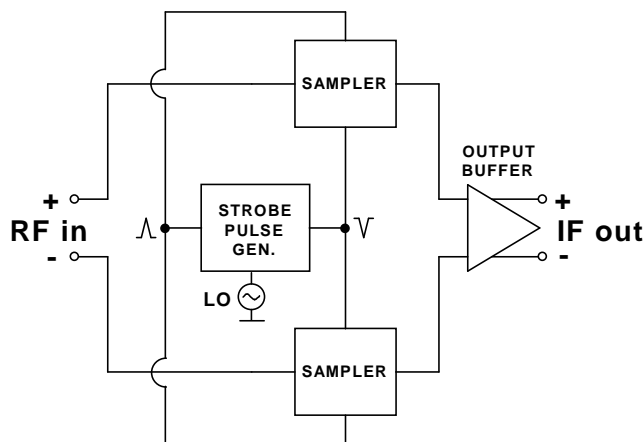 SAMPLER
OUTPUT
BUFFER
+
RF in
-
STROBE
PULSE
GEN.
LO
+
IF out
-
SAMPLER